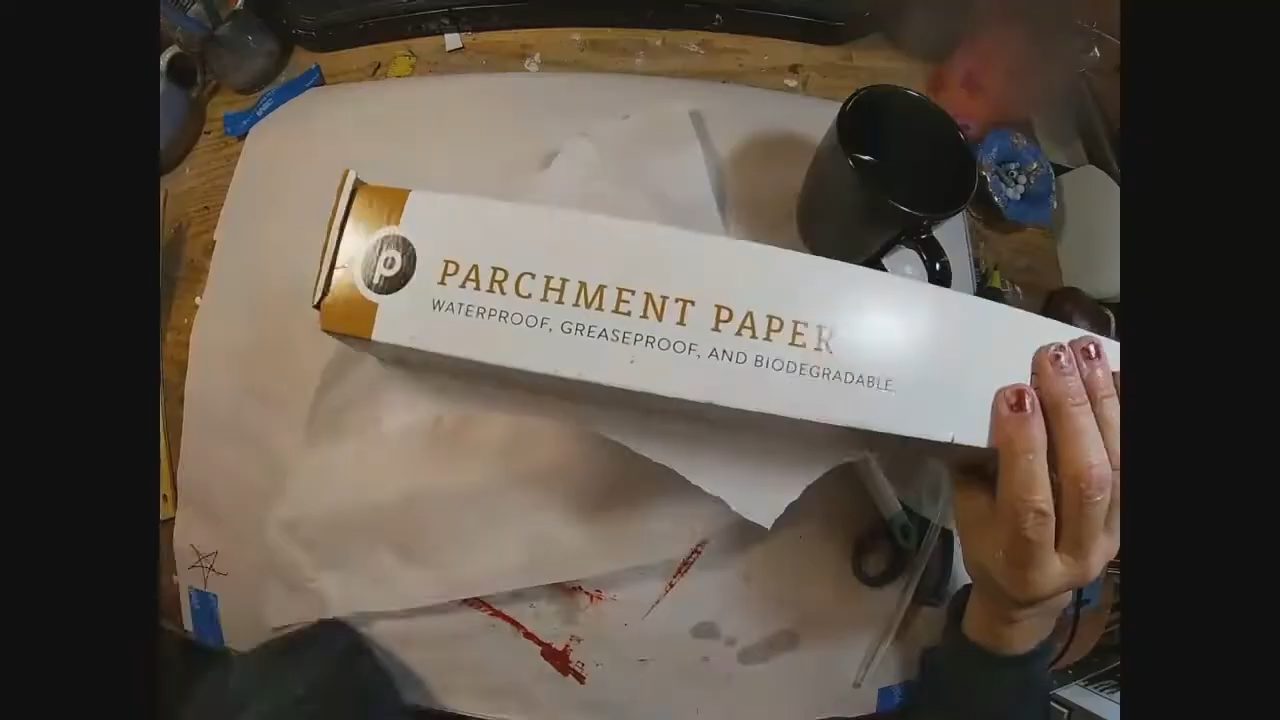 p
PARCHMENT PAPER
WATERPROOF, GREASEPROOF, AND BIODEGRADABLE